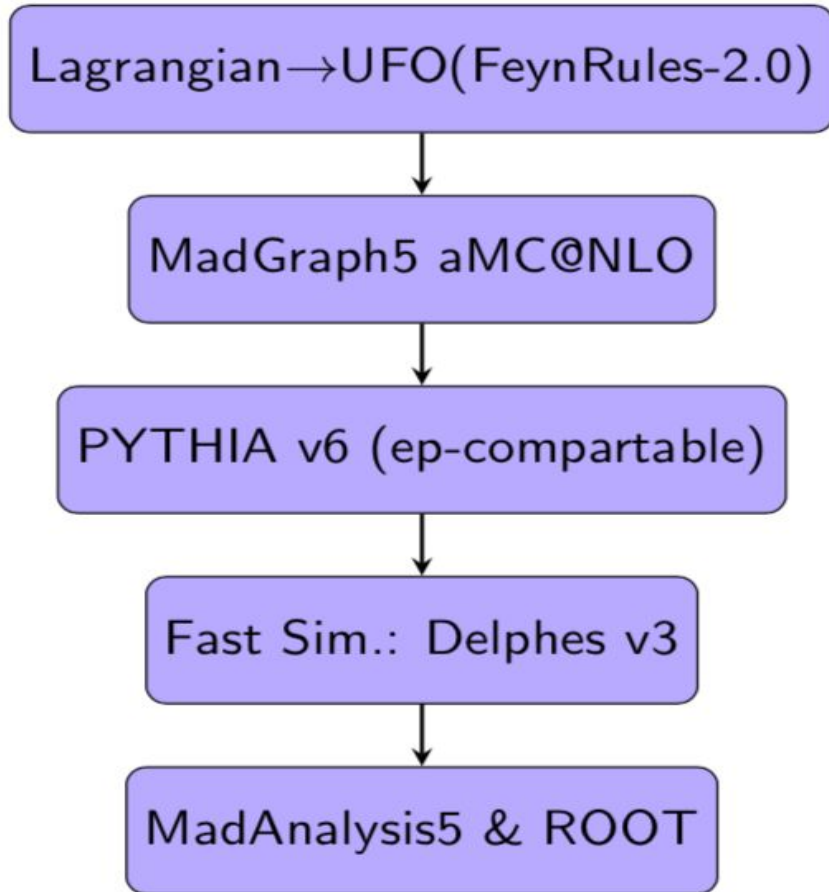 Lagrangian→UFO(FeynRules-2.0)
MadGraph5 aMC@NLO
PYTHIA v6 (ep-compartable)
Fast Sim.: Delphes v3
MadAnalysis5 & ROOT